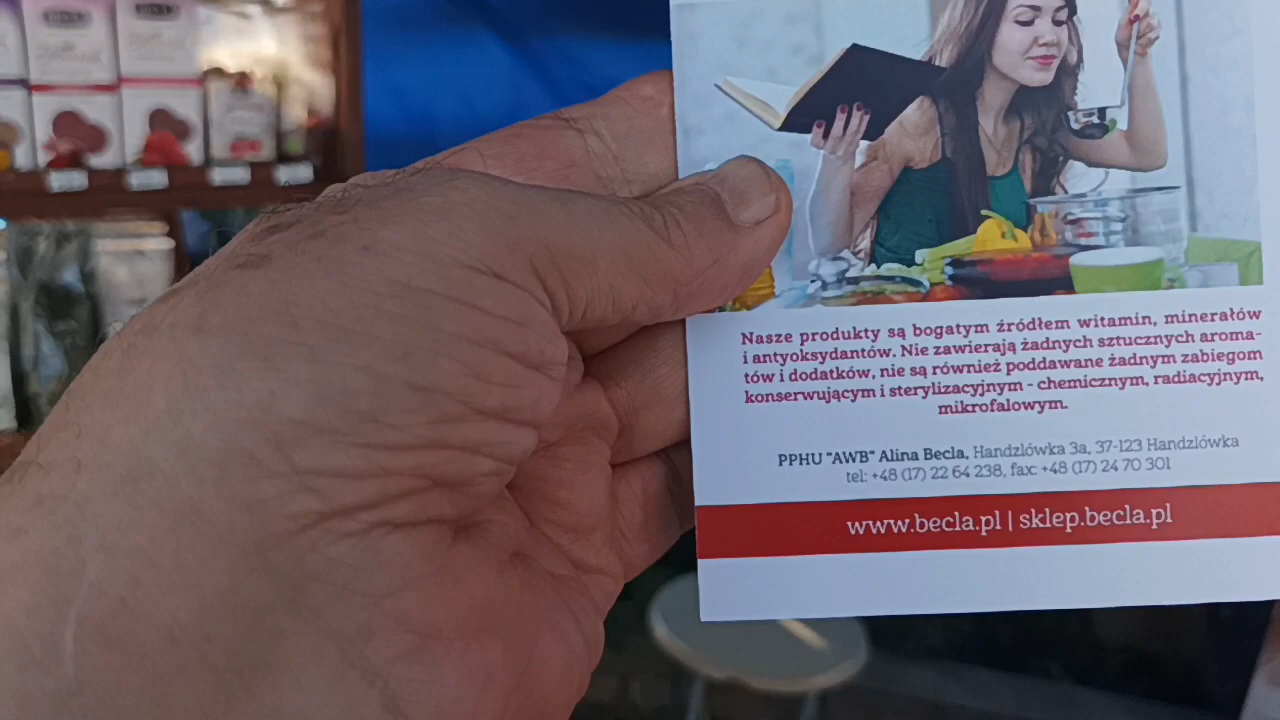 Nasze produkty są bogatym źródłem witamin, minerałów
i antyoksydantów. Nie zawierają żadnych sztucznych aroma-
tów i dodatków, nie są również poddawane żadnym zabiegom
konserwującym i sterylizacyjnym - chemicznym, radiacyjnym,
mikrofalowym.
PPHU "AWB" Alina Becla, Handzlówka 3a, 37-123 Handzlówka
tel: +48 (17) 22 64 238, fax: +48 (17) 24 70 301
www.becla.pl | sklep.becla.pl